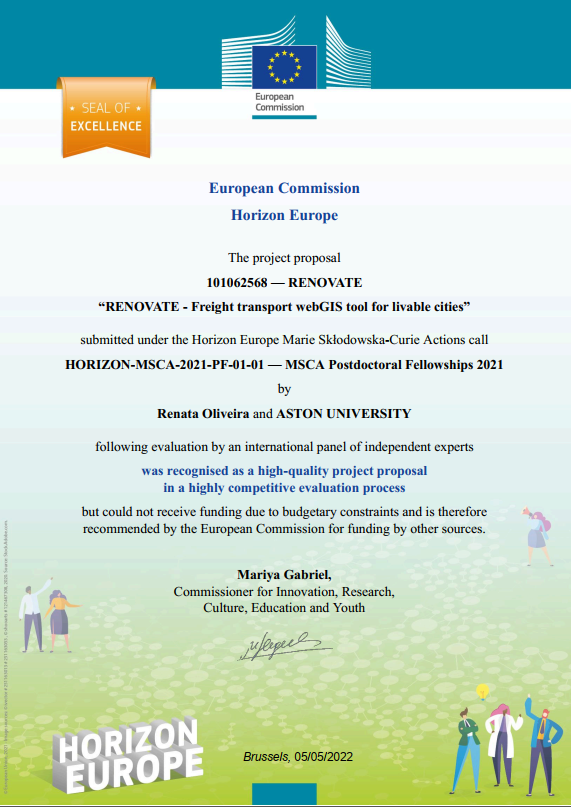 European
Commission
SEAL OF
EXCELLENCE
European Commission
Horizon Europe
The project proposal
101062568 — RENOVATE
“RENOVATE - Freight transport webGIS tool for livable cities”
submitted under the Horizon Europe Marie Skłodowska-Curie Actions call
HORIZON-MSCA-2021-PF-01-01 — MSCA Postdoctoral Fellowships 2021
by
Renata Oliveira and ASTON UNIVERSITY
following evaluation by an international panel of independent experts
was recognised as a high-quality project proposal
in a highly competitive evaluation process
but could not receive funding due to budgetary constraints and is therefore
recommended by the European Commission for funding by other sources.
Mariya Gabriel,
Commissioner for Innovation, Research,
Culture, Education and Youth
HORIZON
EUROPE
Brussels, 05/05/2022